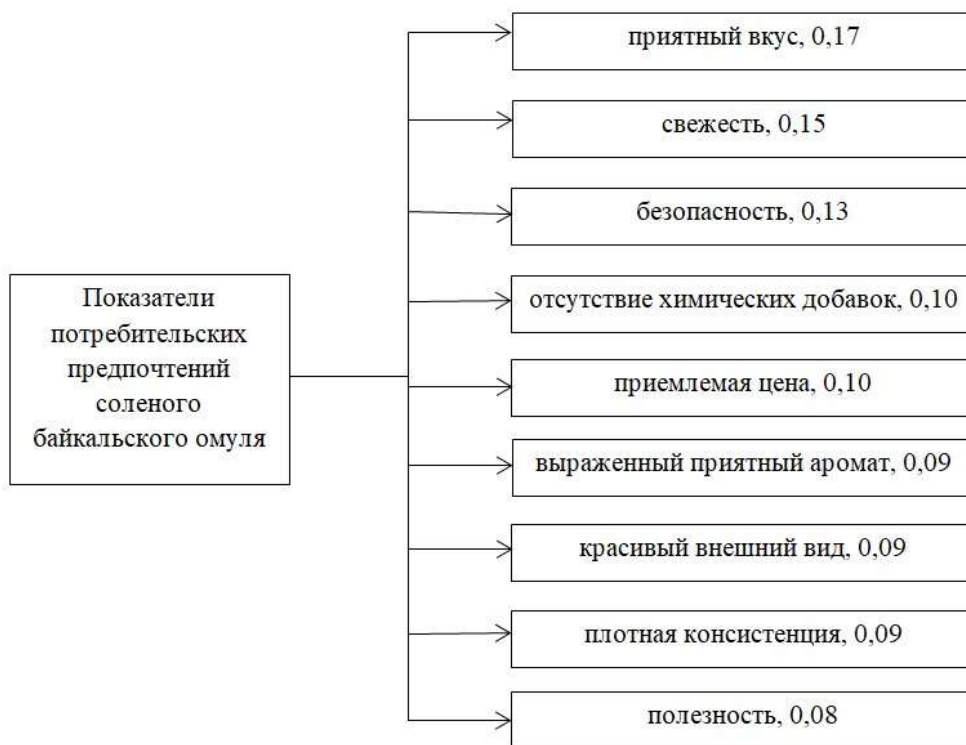 Показатели
потребительских
предпочтений
соленого
байкальского омуля
приятный вкус, 0,17
свежесть, 0,15
безопасность, 0,13
отсутствие химических добавок, 0,10
приемлемая цена, 0,10
выраженный приятный аромат, 0,09
красивый внешний вид, 0,09
плотная консистенция, 0,09
полезность, 0,08